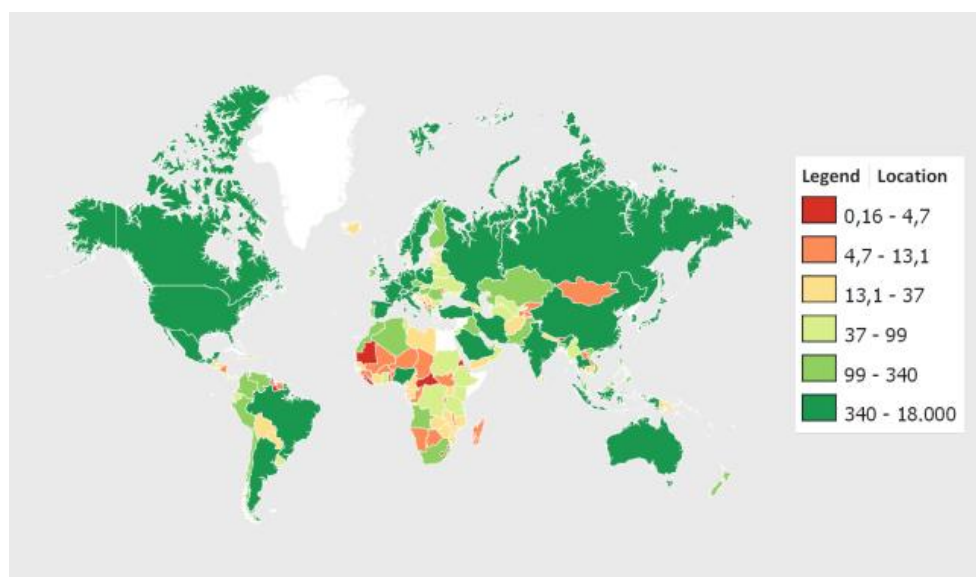 Legend Location
0,16 - 4,7
4,7 - 13,1
13,1 - 37
37 - 99
99 - 340
340 - 18.000